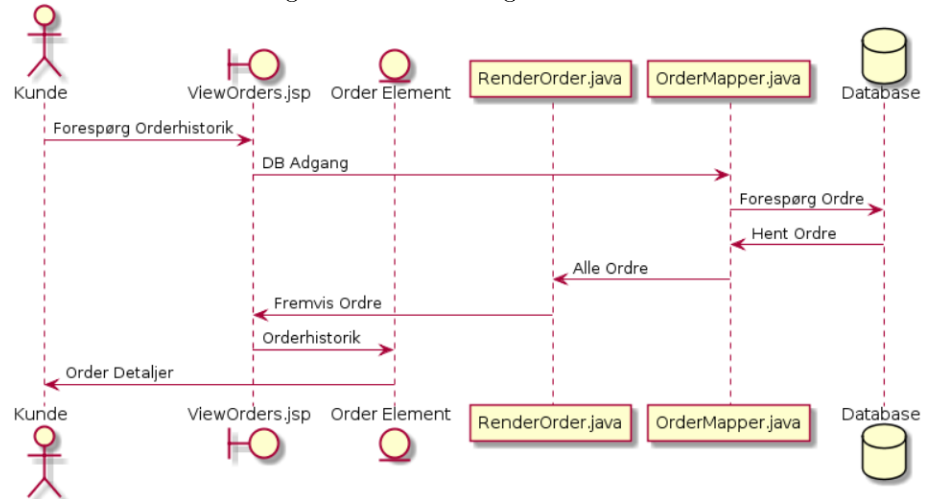 Kunde
ViewOrders.jsp
Order Element
RenderOrder.java
OrderMapper.java
Database
Forespørg Orderhistorik
DB Adgang
Forespørg Ordre
Hent Ordre
Alle Ordre
Fremvis Ordre
Orderhistorik
Order Detaljer
Kunde
ViewOrders.jsp
Order Element
RenderOrder.java
OrderMapper.java
Database